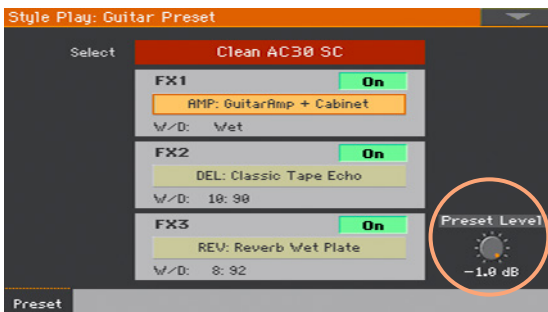 Style Play: Guitar Preset
Select
Clean AC30 SC
FX1
On
AMP: GuitarAmp + Cabinet
W/D: Wet
FX2
On
DEL: Classic Tape Echo
W/D: 10: 90
FX3
On
REV: Reverb Wet Plate
W/D: 8: 92
Preset Level
-1.0 dB
Preset